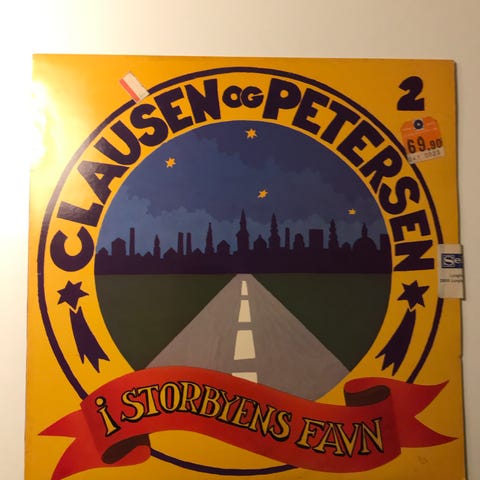 CLAUSEN OG PETERSEN
2
69.90
i STORBYENS FAVN